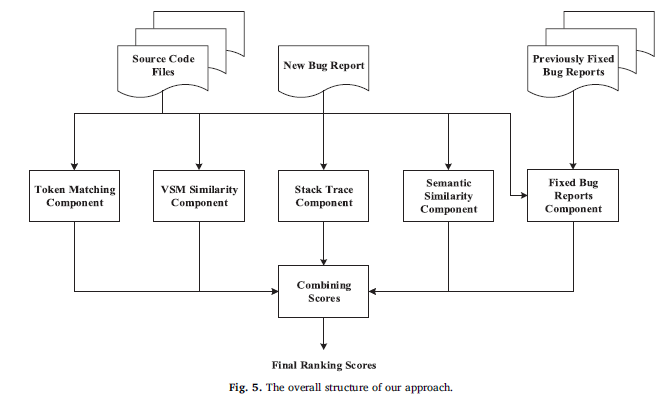 Source Code
Files
New Bug Report
Previously Fixed
Bug Reports
Token Matching
Component
VSM Similarity
Component
Stack Trace
Component
Semantic
Similarity
Component
Fixed Bug
Reports
Component
Combining
Scores
Final Ranking Scores
Fig. 5. The overall structure of our approach.